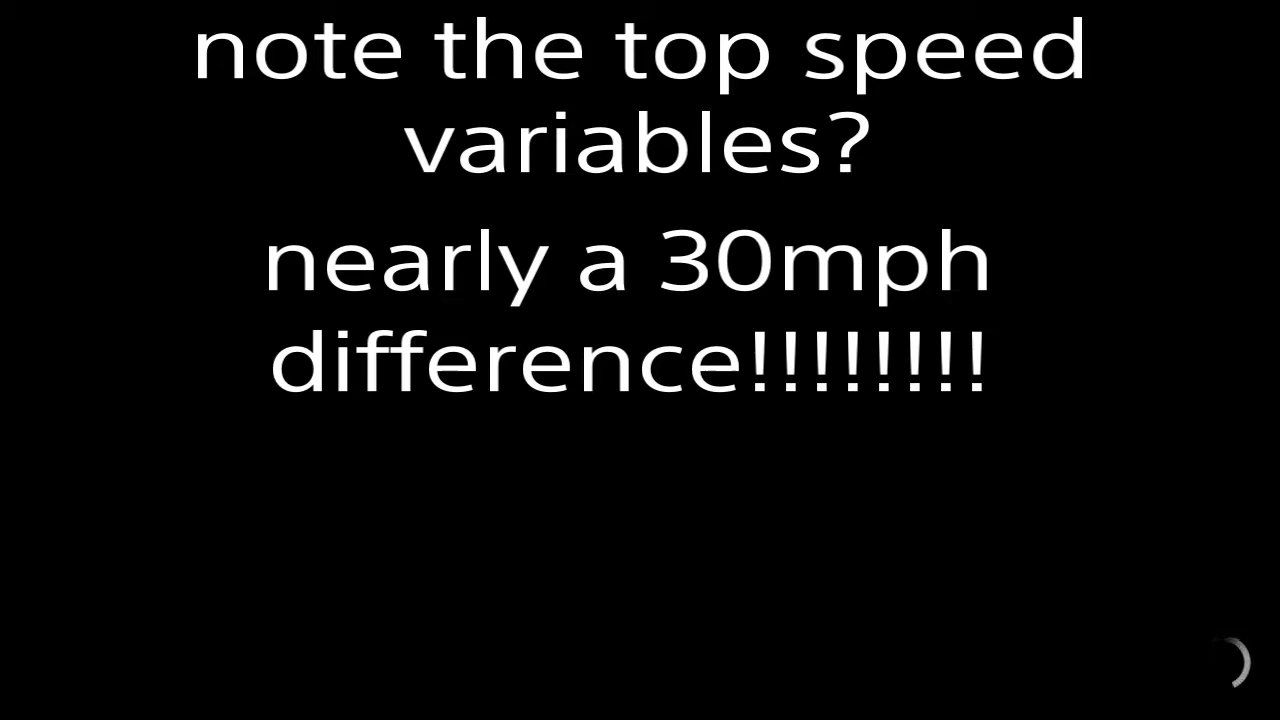 note the top speed
variables?
nearly a 30mph
difference!!!!!!!!